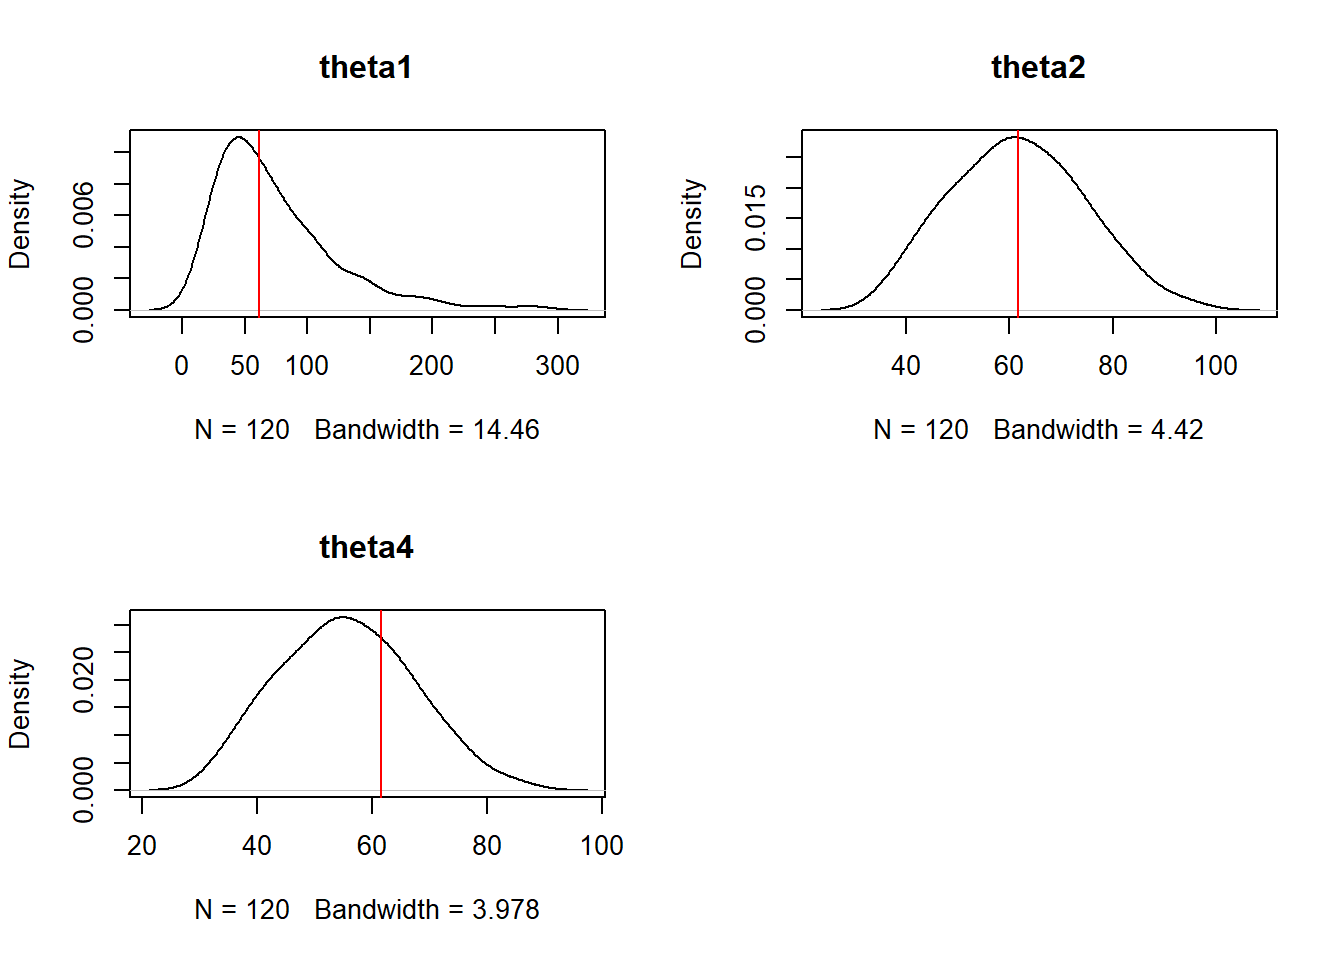 theta1
Density
0.000 0.006
0 50 100 200 300
N = 120 Bandwidth = 14.46
theta2
Density
0.000 0.015
40 60 80 100
N = 120 Bandwidth = 4.42
theta4
Density
0.000 0.020
20 40 60 80 100
N = 120 Bandwidth = 3.978